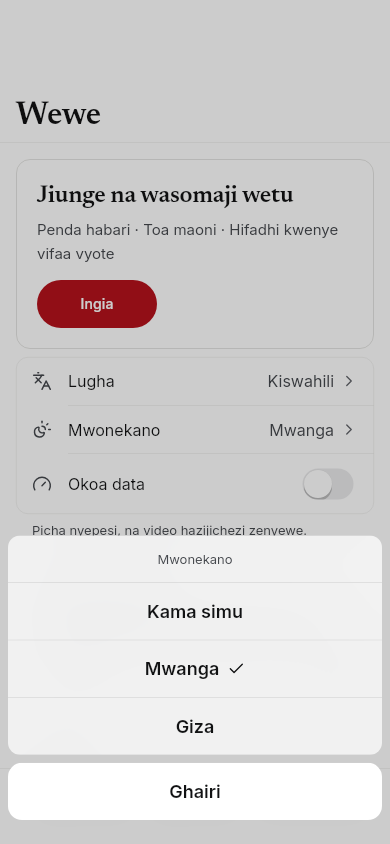 Wewe
Jiunge na wasomaji wetu
Penda habari · Toa maoni · Hifadhi kwenye
vifaa vyote
Ingia
Lugha Kiswahili
Mwonekano Mwanga
Okoa data
Picha nyepesi, na video hazijichezi zenyewe.
Mwonekano
Kama simu
Mwanga
Giza
Ghairi